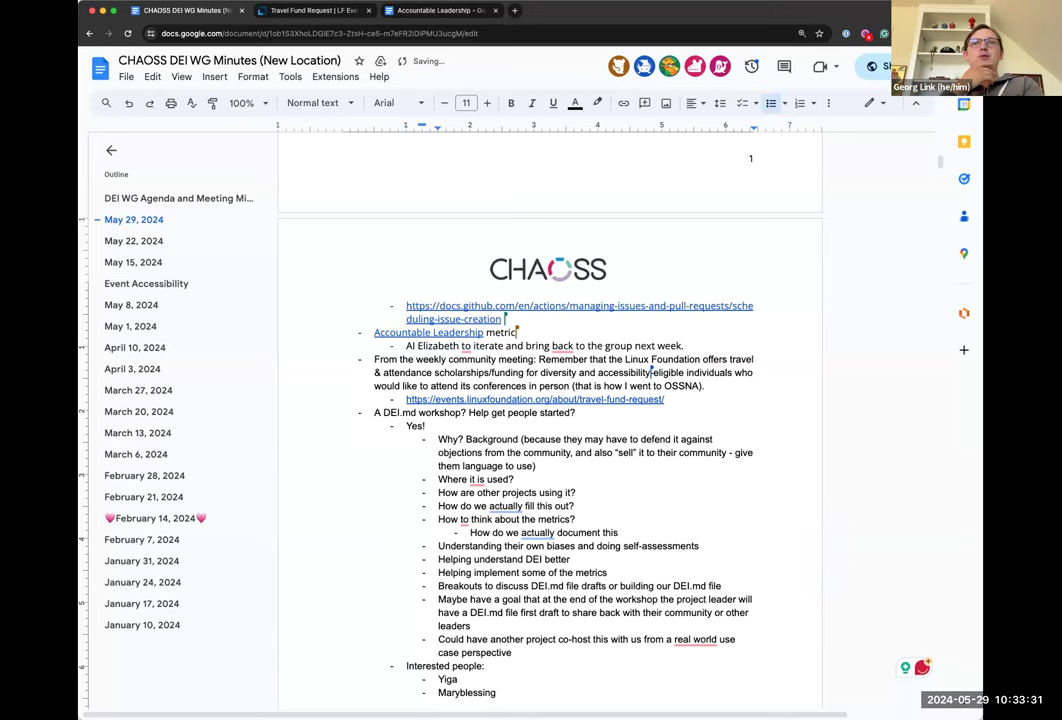 CHAOSS DEI WG Minutes (Ne
Travel Fund Request | LF Eve
Accountable Leadership - Go
docs.google.com/document/d/1ob1S3XhoLDGlE7c3-ZtsH-ce5-m7eFR2iDiPMU3ucgM/edit
CHAOSS DEI WG Minutes (New Location)
Saving...
File Edit View Insert Format Tools Extensions Help
100% Normal text Arial 11
Georg Link (he/him)
1 1 2 3 4 5 6 7
Outline
DEI WG Agenda and Meeting Mi...
May 29, 2024
May 22, 2024
May 15, 2024
Event Accessibility
May 8, 2024
May 1, 2024
April 10, 2024
April 3, 2024
March 27, 2024
March 20, 2024
March 13, 2024
March 6, 2024
February 28, 2024
February 21, 2024
💗February 14, 2024💗
February 7, 2024
January 31, 2024
January 24, 2024
January 17, 2024
January 10, 2024
1
CHAOSS
- https://docs.github.com/en/actions/managing-issues-and-pull-requests/sche
duling-issue-creation
- Accountable Leadership metric
- AI Elizabeth to iterate and bring back to the group next week.
- From the weekly community meeting: Remember that the Linux Foundation offers travel
& attendance scholarships/funding for diversity and accessibility-eligible individuals who
would like to attend its conferences in person (that is how I went to OSSNA).
- https://events.linuxfoundation.org/about/travel-fund-request/
- A DEI.md workshop? Help get people started?
- Yes!
- Why? Background (because they may have to defend it against
objections from the community, and also “sell” it to their community - give
them language to use)
- Where it is used?
- How are other projects using it?
- How do we actually fill this out?
- How to think about the metrics?
- How do we actually document this
- Understanding their own biases and doing self-assessments
- Helping understand DEI better
- Helping implement some of the metrics
- Breakouts to discuss DEI.md file drafts or building our DEI.md file
- Maybe have a goal that at the end of the workshop the project leader will
have a DEI.md file first draft to share back with their community or other
leaders
- Could have another project co-host this with us from a real world use
case perspective
- Interested people:
- Yiga
- Maryblessing
2024-05-29 10:33:31